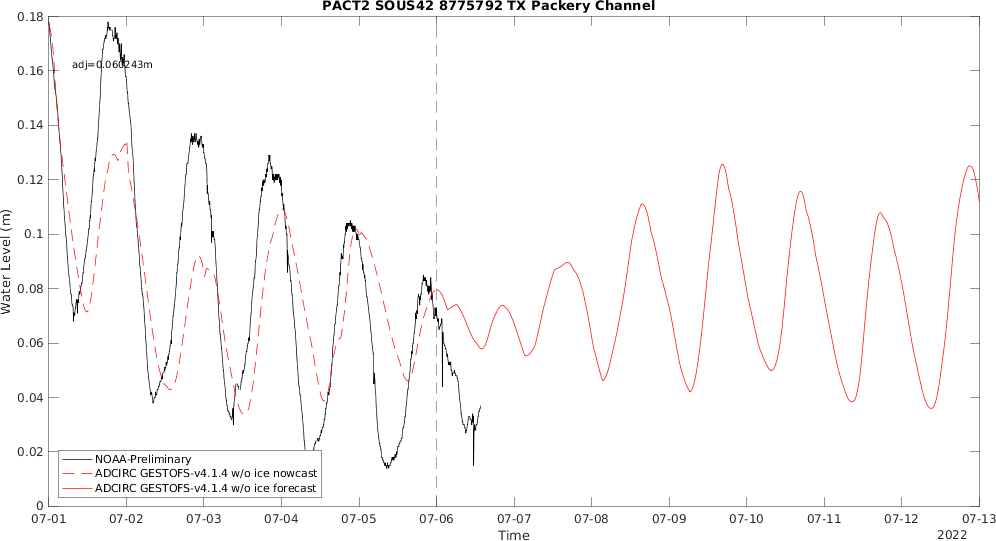 PACT2 SOUS42 8775792 TX Packery Channel
0.18
0.16
0.14
0.12
0.1
0.08
0.06
0.04
0.02
0
Water Level (m)
adj=0.060243m
NOAA-Preliminary
ADCIRC GESTOFS-v4.1.4 w/o ice nowcast
ADCIRC GESTOFS-v4.1.4 w/o ice forecast
07-01 07-02 07-03 07-04 07-05 07-06 07-07 07-08 07-09 07-10 07-11 07-12 07-13
Time
2022